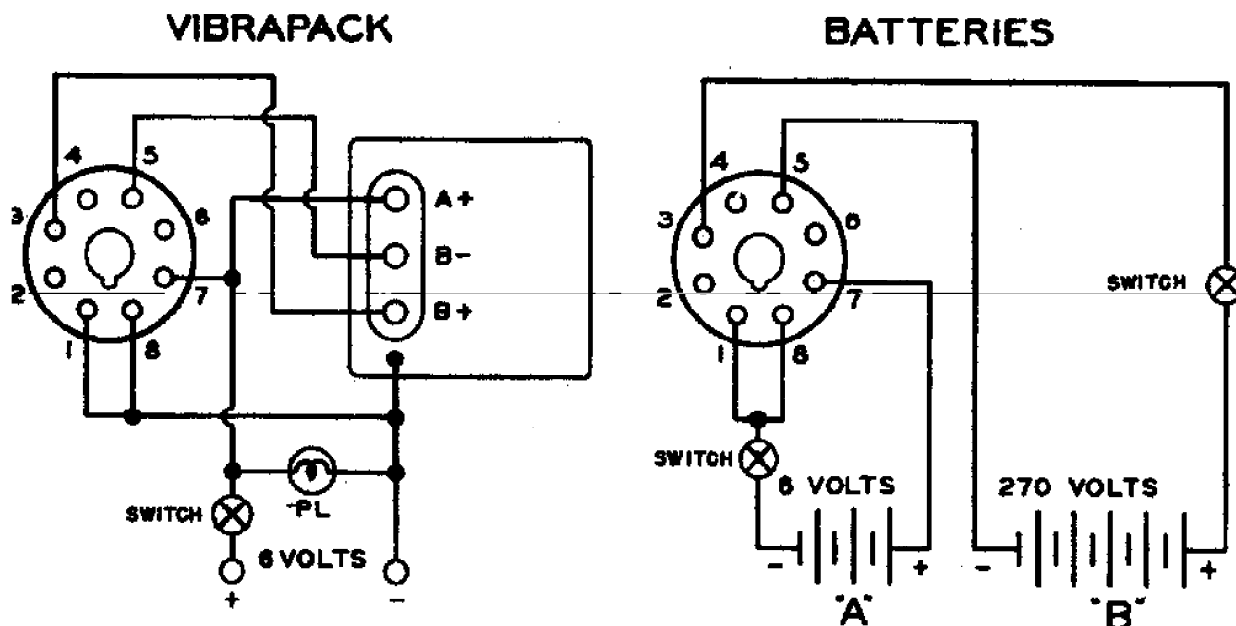 VIBRAPACK
4
5
3
6
2
7
1
8
A+
B-
B+
PL
SWITCH
6 VOLTS
+
-
BATTERIES
4
5
3
6
2
7
1
8
SWITCH
SWITCH
6 VOLTS
270 VOLTS
-
+
-
+
"A"
"B"